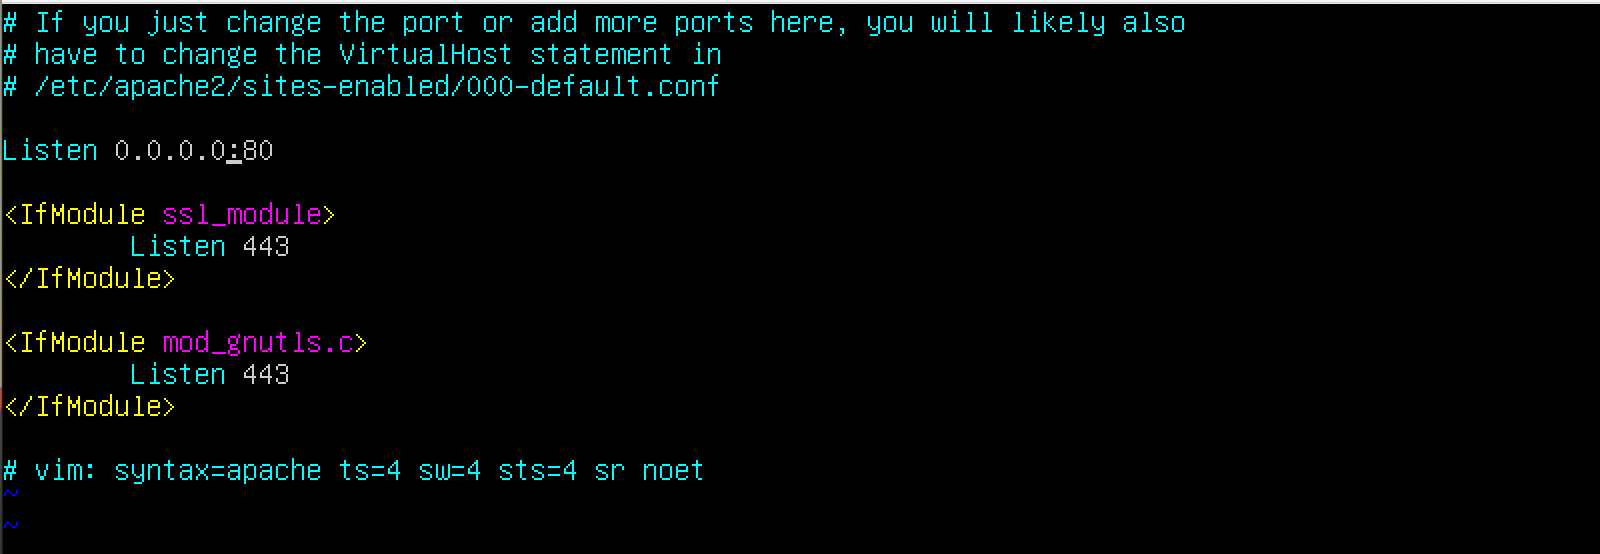 # If you just change the port or add more ports here, you will likely also
# have to change the VirtualHost statement in
# /etc/apache2/sites-enabled/000-default.conf

Listen 0.0.0.0:80

<IfModule ssl_module>
        Listen 443
</IfModule>

<IfModule mod_gnutls.c>
        Listen 443
</IfModule>

# vim: syntax=apache ts=4 sw=4 sts=4 sr noet
~
~